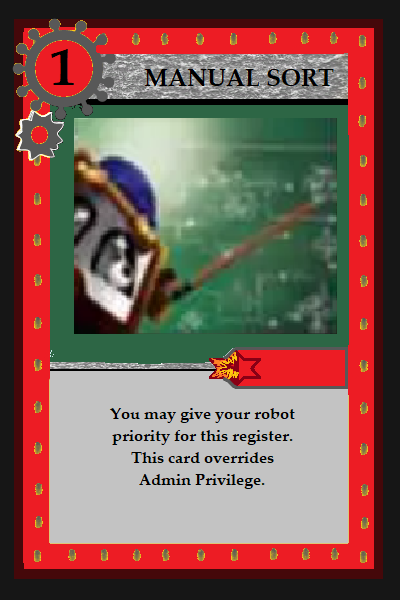 1
MANUAL SORT
You may give your robot
priority for this register.
This card overrides
Admin Privilege.